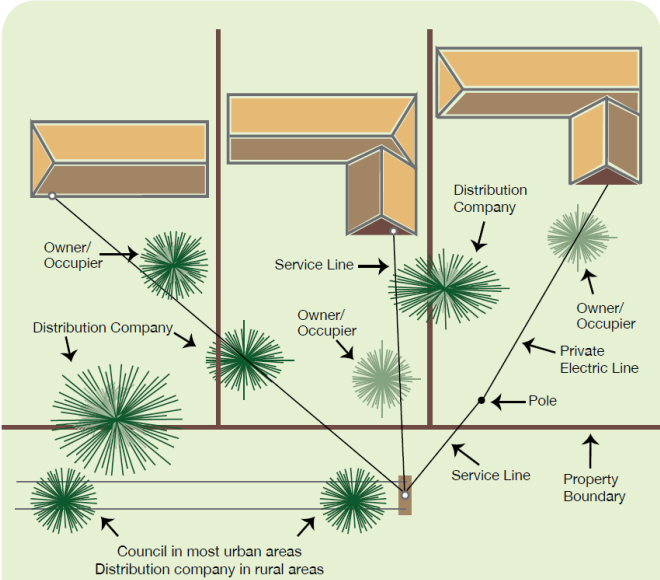 Distribution
Company
Owner/
Occupier
Service Line
Owner/
Occupier
Owner/
Occupier
Distribution Company
Private
Electric Line
Pole
Service Line
Property
Boundary
Council in most urban areas
Distribution company in rural areas